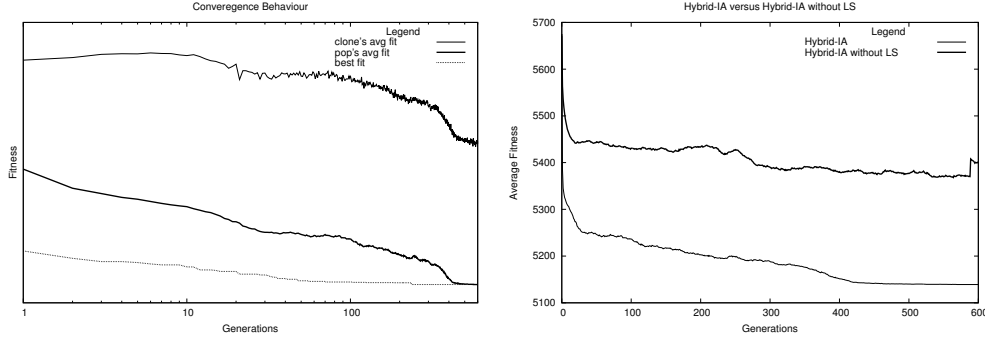 Converegence Behaviour
Legend
clone's avg fit
pop's avg fit
best fit
Fitness
1 10 100
Generations
Hybrid-IA versus Hybrid-IA without LS
Legend
Hybrid-IA
Hybrid-IA without LS
5700
5600
5500
5400
5300
5200
5100
Average Fitness
0 100 200 300 400 500 600
Generations